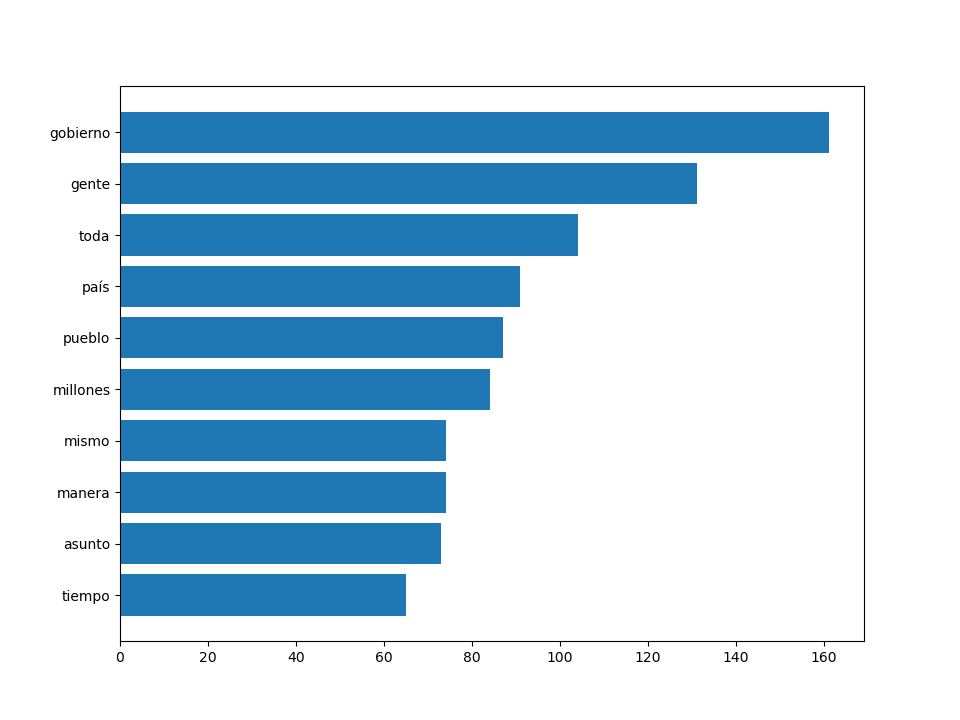 gobierno
gente
toda
país
pueblo
millones
mismo
manera
asunto
tiempo
0 20 40 60 80 100 120 140 160